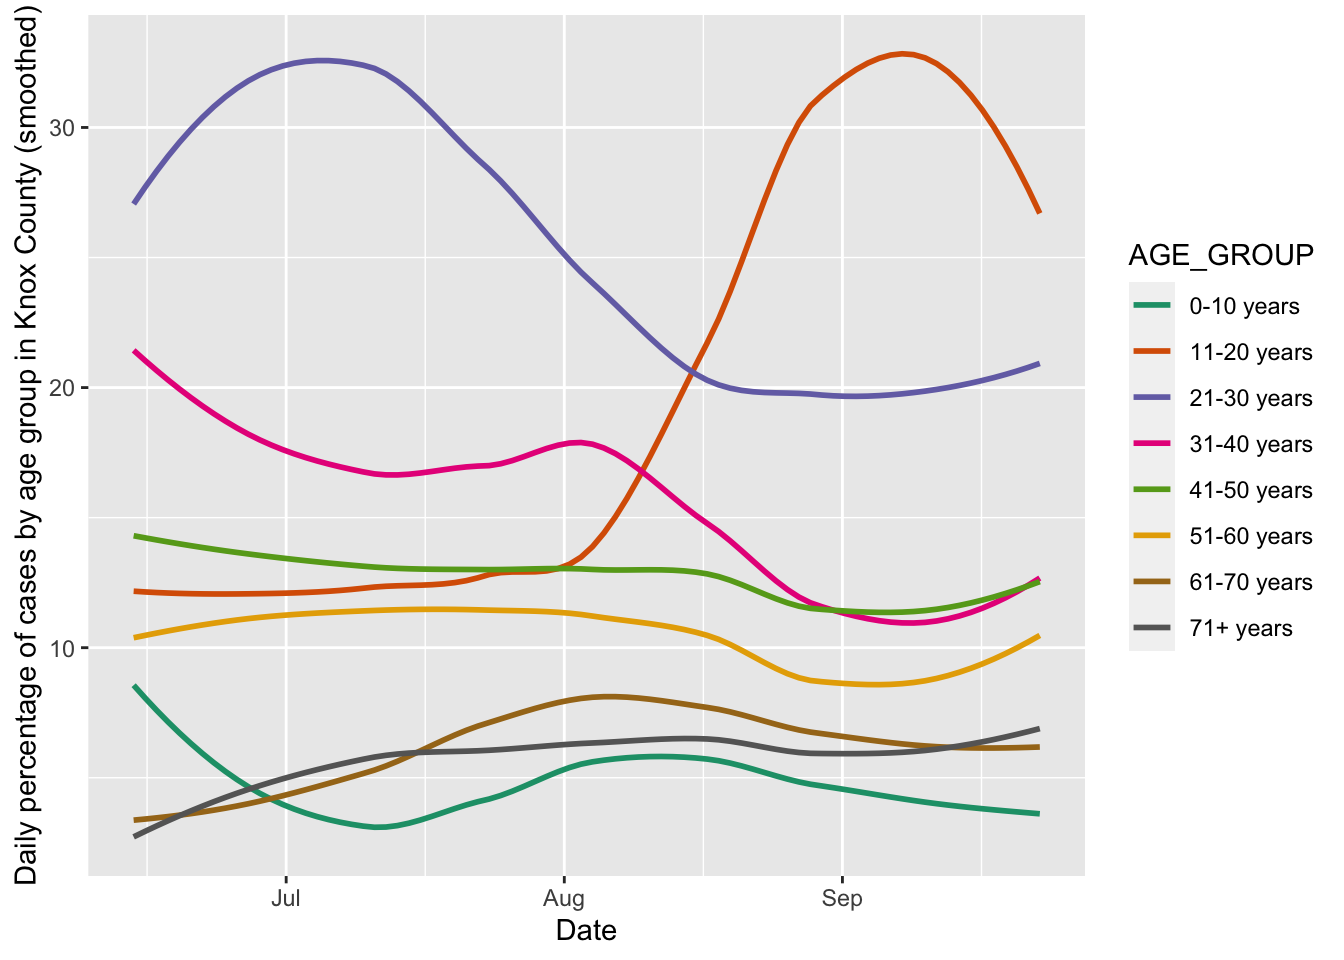 Daily percentage of cases by age group in Knox County (smoothed)
30
20
10
Jul
Aug
Sep
Date
AGE_GROUP
0-10 years
11-20 years
21-30 years
31-40 years
41-50 years
51-60 years
61-70 years
71+ years